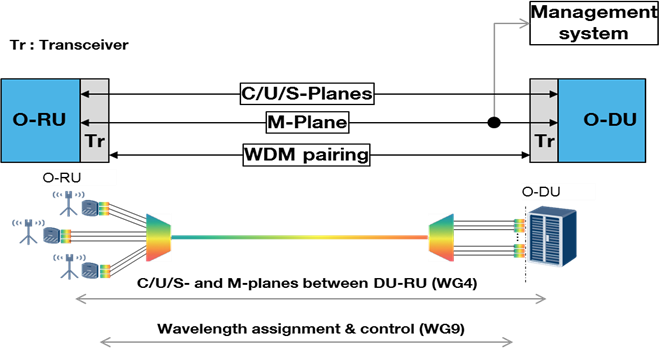 Management
system
Tr : Transceiver
C/U/S-Planes
O-RU
M-Plane
O-DU
Tr
Tr
WDM pairing
O-RU
O-DU
C/U/S- and M-planes between DU-RU (WG4)
Wavelength assignment & control (WG9)